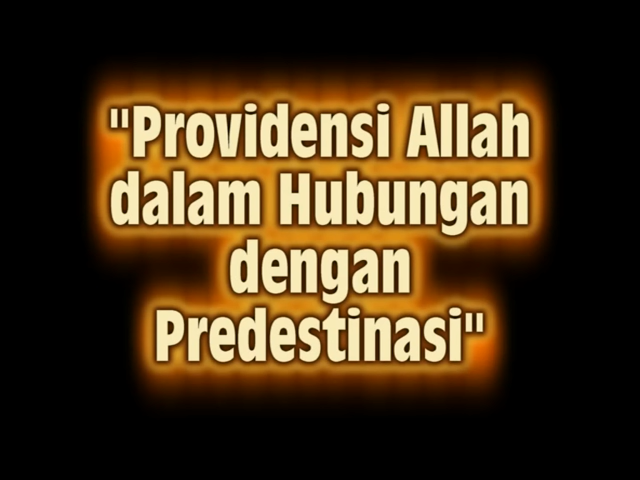 "Providensi Allah
dalam Hubungan
dengan
Predestinasi"